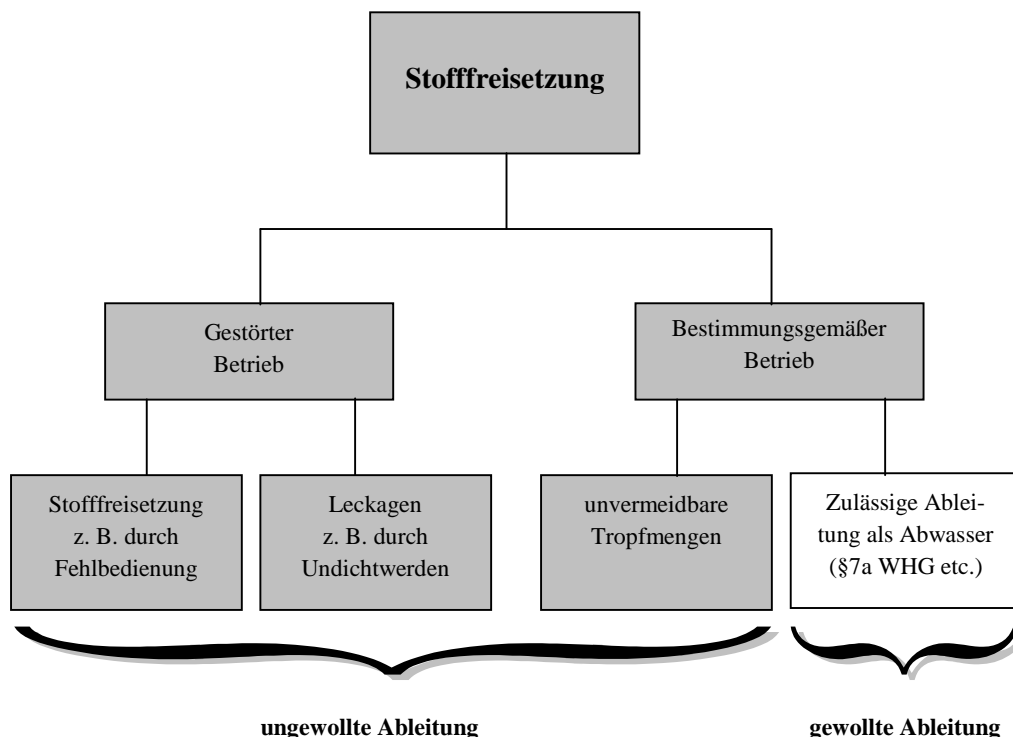 Stofffreisetzung
Gestörter
Betrieb
Bestimmungsgemäßer
Betrieb
Stofffreisetzung
z. B. durch
Fehlbedienung
Leckagen
z. B. durch
Undichtwerden
unvermeidbare
Tropfmengen
Zulässige Ablei-
tung als Abwasser
(§7a WHG etc.)
ungewollte Ableitung
gewollte Ableitung